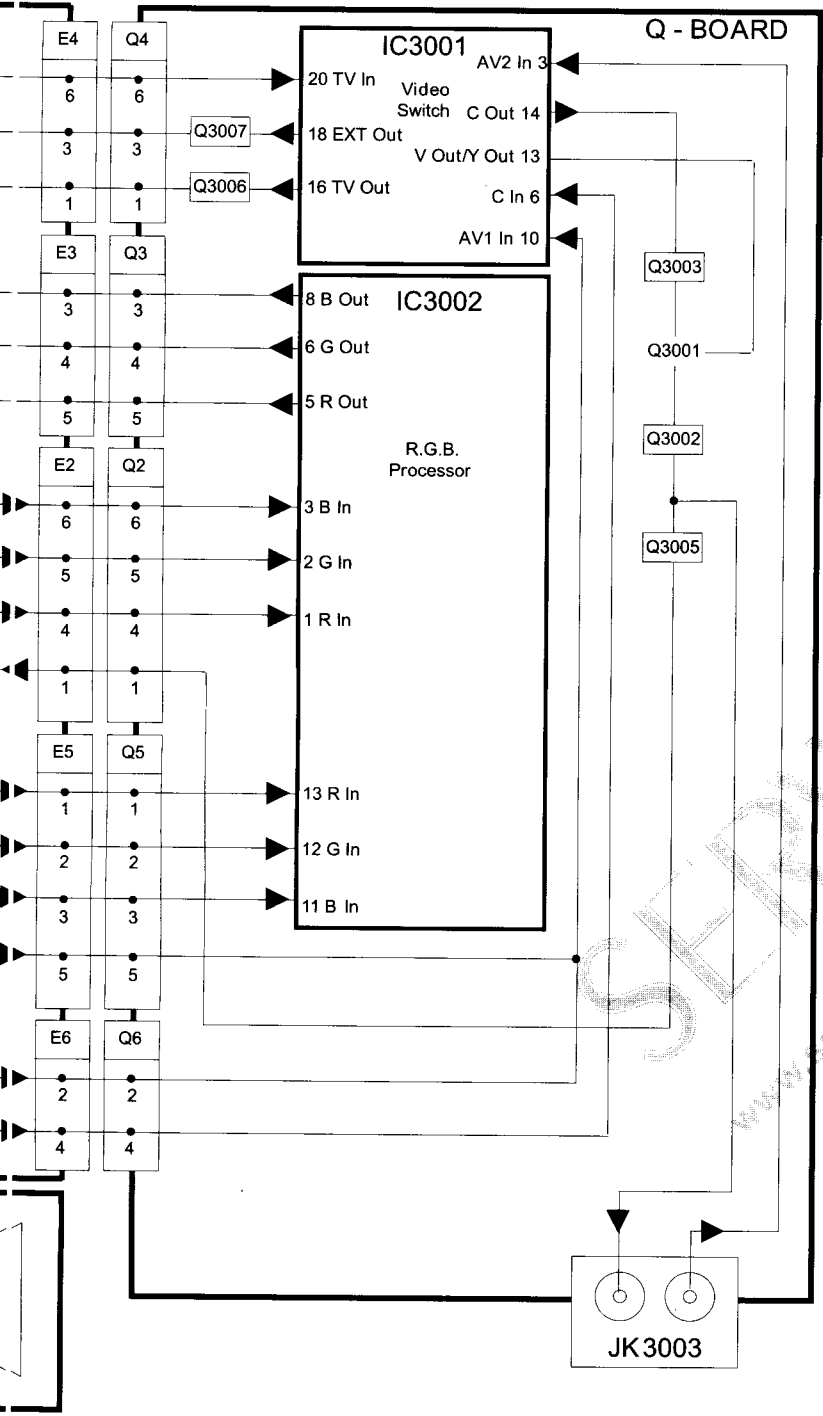 Q - BOARD
E4 Q4
6 6
3 3
1 1
IC3001
Video
Switch
20 TV In
18 EXT Out
16 TV Out
AV2 In 3
C Out 14
V Out/Y Out 13
C In 6
AV1 In 10
Q3007
Q3006
Q3003
Q3001
Q3002
Q3005
E3 Q3
3 3
4 4
5 5
IC3002
R.G.B.
Processor
8 B Out
6 G Out
5 R Out
E2 Q2
6 6
5 5
4 4
1 1
3 B In
2 G In
1 R In
E5 Q5
1 1
2 2
3 3
5 5
13 R In
12 G In
11 B In
E6 Q6
2 2
4 4
JK3003